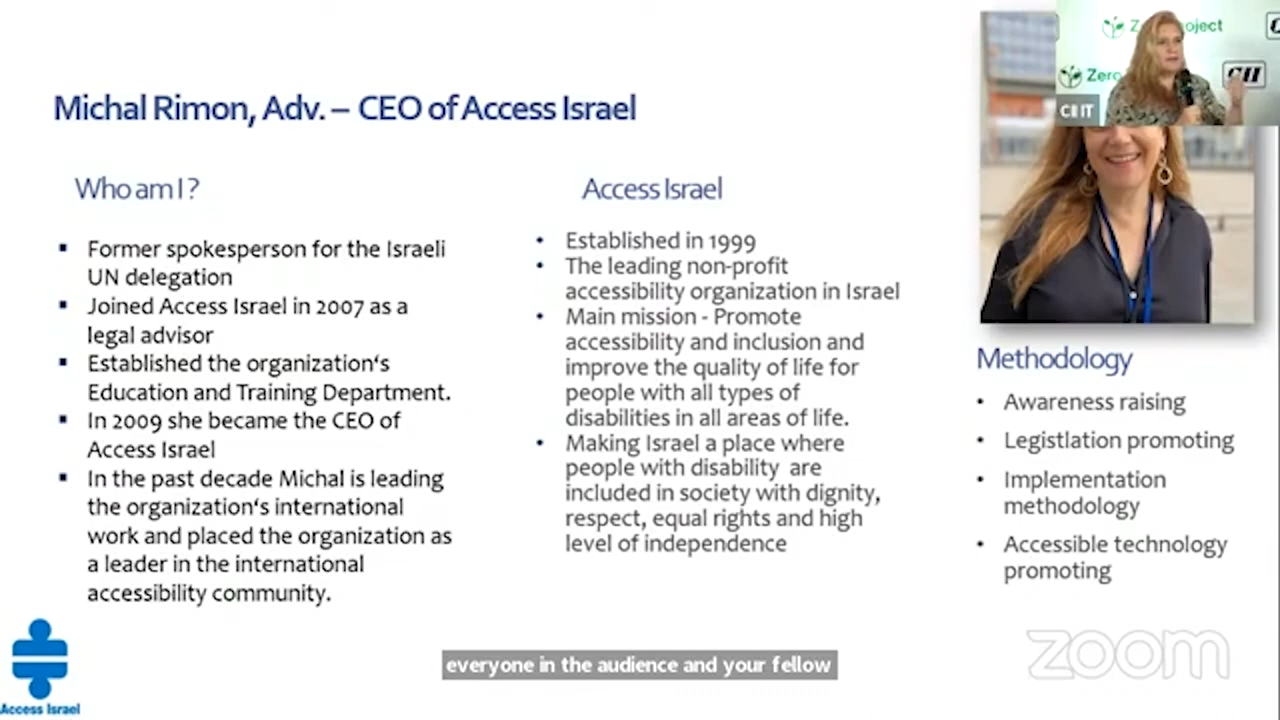 Michal Rimon, Adv. – CEO of Access Israel
Who am I ?
▪ Former spokesperson for the Israeli
UN delegation
▪ Joined Access Israel in 2007 as a
legal advisor
▪ Established the organization‘s
Education and Training Department.
▪ In 2009 she became the CEO of
Access Israel
▪ In the past decade Michal is leading
the organization‘s international
work and placed the organization as
a leader in the international
accessibility community.
Access Israel
• Established in 1999
• The leading non-profit
accessibility organization in Israel
• Main mission - Promote
accessibility and inclusion and
improve the quality of life for
people with all types of
disabilities in all areas of life.
• Making Israel a place where
people with disability are
included in society with dignity,
respect, equal rights and high
level of independence
Zero
CII
CII IT
Methodology
• Awareness raising
• Legistlation promoting
• Implementation
methodology
• Accessible technology
promoting
everyone in the audience and your fellow
zoom
Access Israel